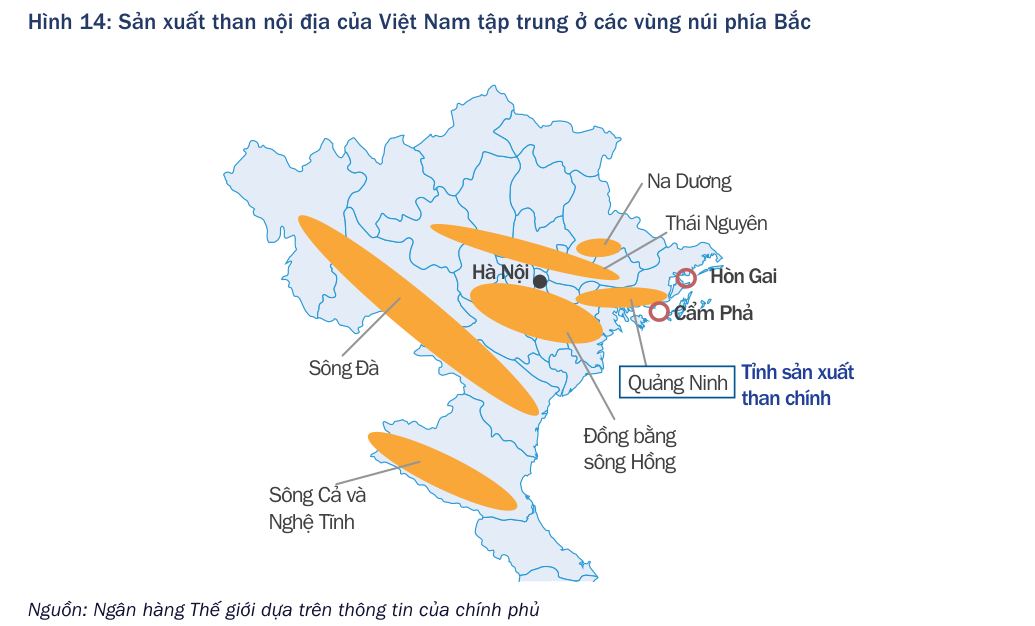 Hình 14: Sản xuất than nội địa của Việt Nam tập trung ở các vùng núi phía Bắc
Na Dương
Thái Nguyên
Hà Nội
Hòn Gai
Cẩm Phả
Sông Đà
Quảng Ninh
Tỉnh sản xuất
than chính
Đồng bằng
sông Hồng
Sông Cả và
Nghệ Tĩnh
Nguồn: Ngân hàng Thế giới dựa trên thông tin của chính phủ